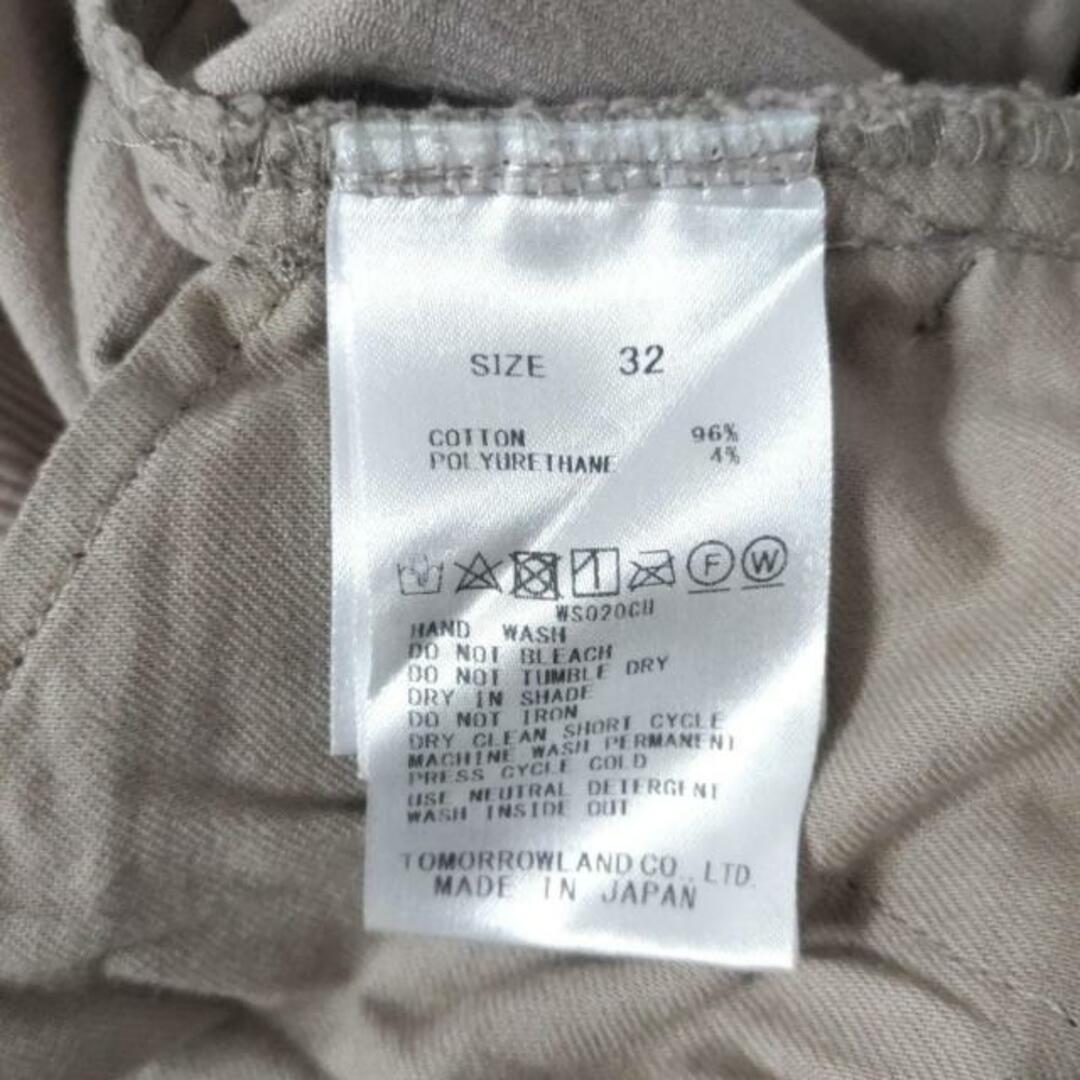 SIZE 32
COTTON 96%
POLYURETHANE 4%
F W
WS020CU
HAND WASH
DO NOT BLEACH
DO NOT TUMBLE DRY
DRY IN SHADE
DO NOT IRON
DRY CLEAN SHORT CYCLE
MACHINE WASH PERMANENT
PRESS CYCLE COLD
USE NEUTRAL DETERGENT
WASH INSIDE OUT
TOMORROWLAND CO., LTD.
MADE IN JAPAN